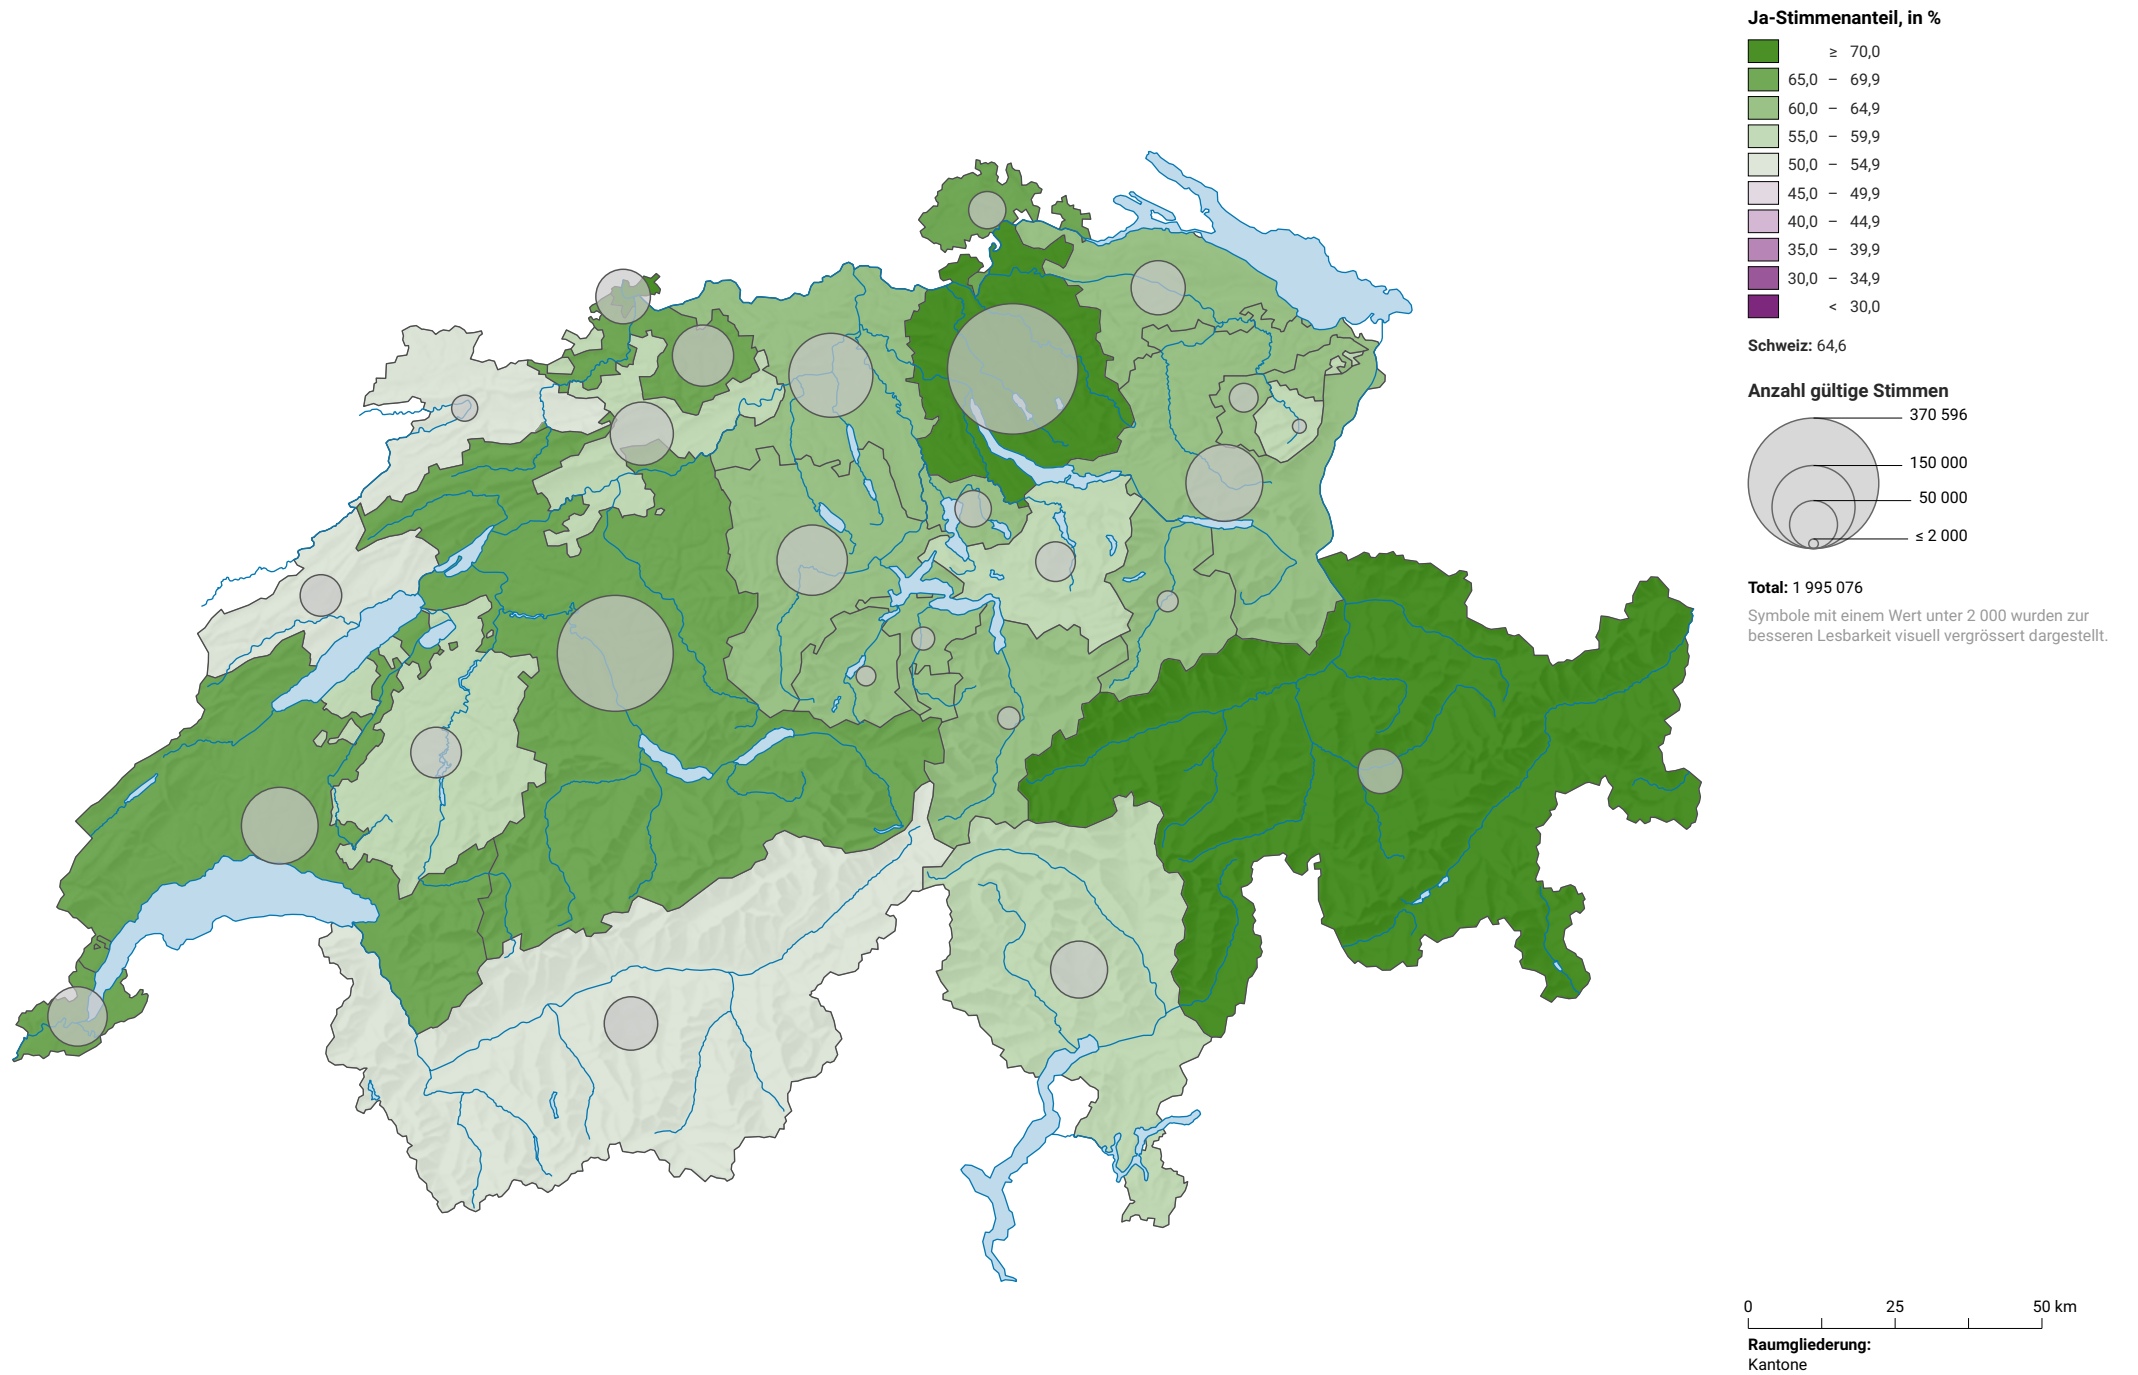 Ja-Stimmenanteil, in %
≥ 70,0
65,0 – 69,9
60,0 – 64,9
55,0 – 59,9
50,0 – 54,9
45,0 – 49,9
40,0 – 44,9
35,0 – 39,9
30,0 – 34,9
< 30,0
Schweiz: 64,6
Anzahl gültige Stimmen
370 596
150 000
50 000
≤ 2 000
Total: 1 995 076
Symbole mit einem Wert unter 2 000 wurden zur
besseren Lesbarkeit visuell vergrössert dargestellt.
0 25 50 km
Raumgliederung:
Kantone